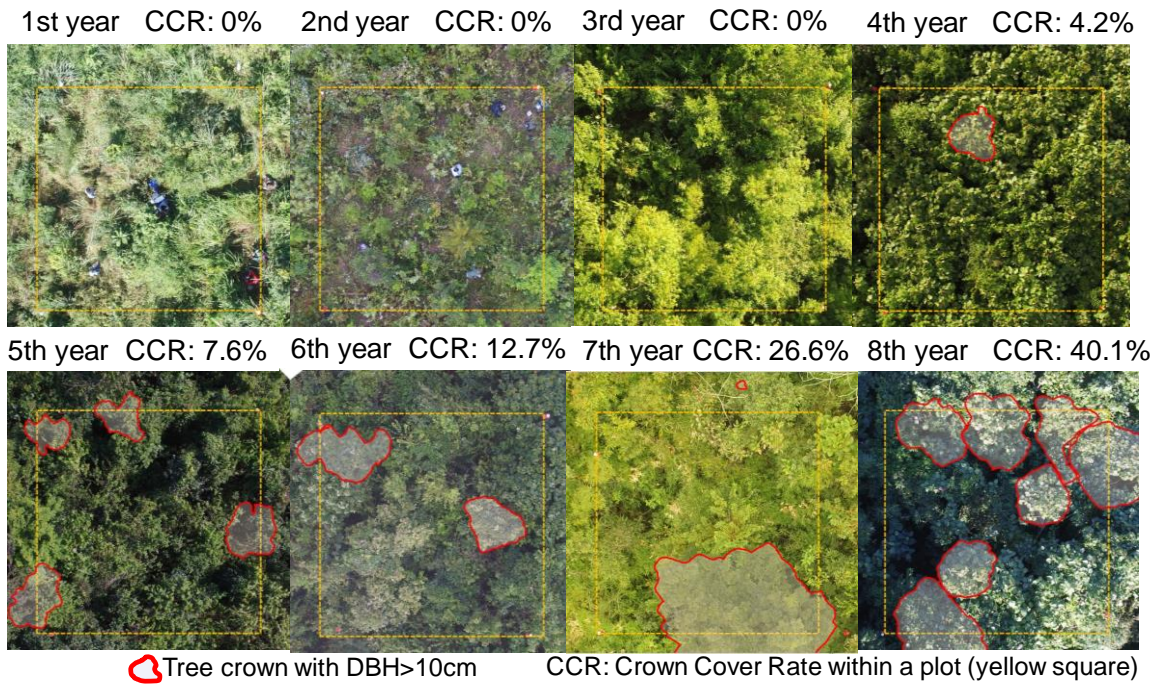 1st year CCR: 0% 2nd year CCR: 0% 3rd year CCR: 0% 4th year CCR: 4.2%
5th year CCR: 7.6% 6th year CCR: 12.7% 7th year CCR: 26.6% 8th year CCR: 40.1%
Tree crown with DBH>10cm CCR: Crown Cover Rate within a plot (yellow square)